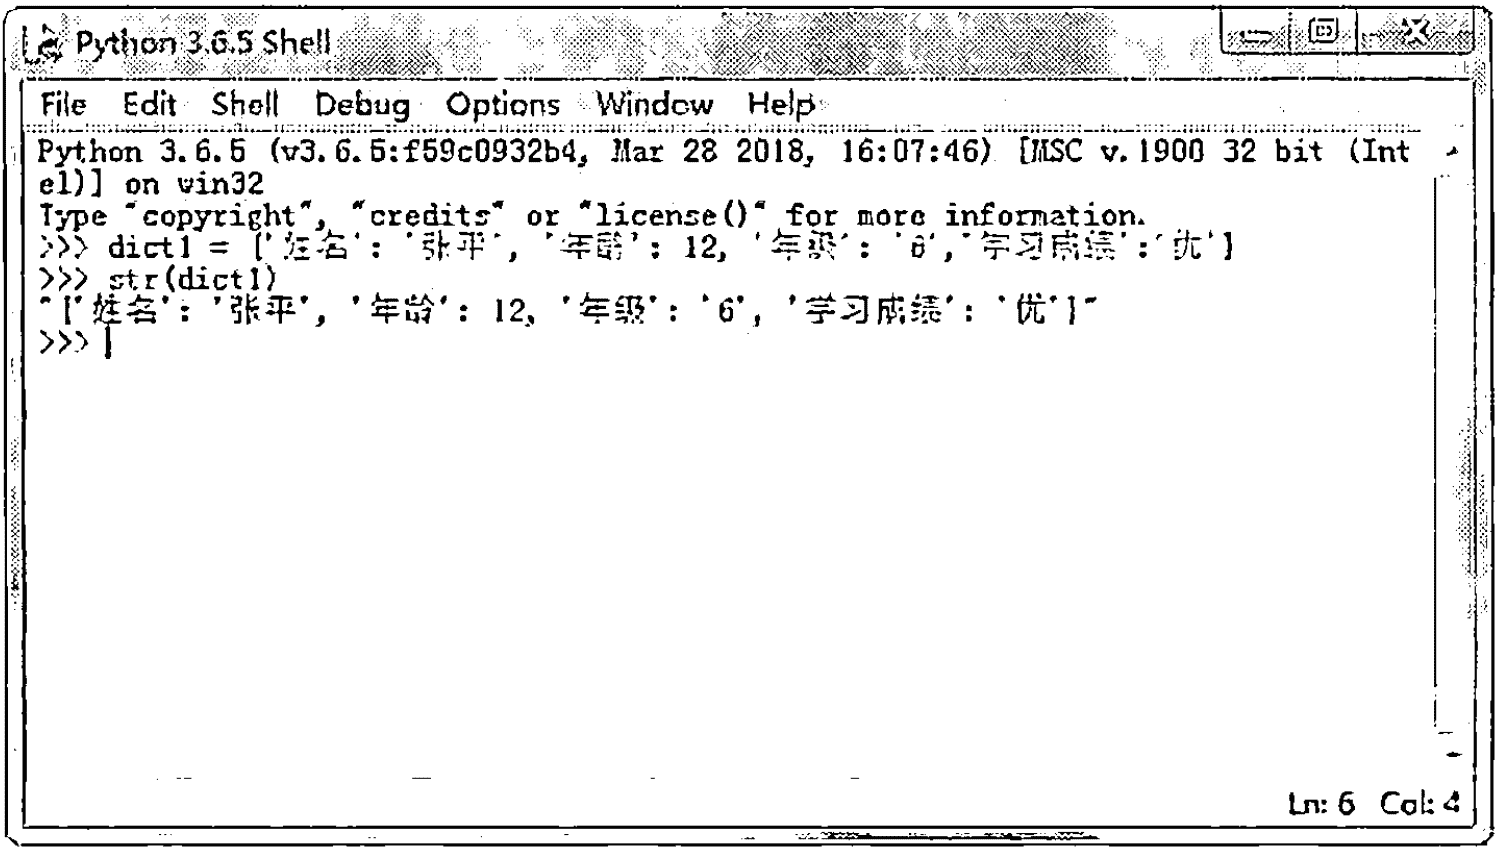 Python 3.6.5 Shell
File Edit Shell Debug Options Window Help
Python 3.6.5 (v3.6.5:f59c0932b4, Mar 28 2018, 16:07:46) [MSC v.1900 32 bit (Int
el)] on win32
Type "copyright", "credits" or "license()" for more information.
>>> dict1 = {'姓名': '张平', '年龄': 12, '年级': '6','学习成绩':'优'}
>>> str(dict1)
"{'姓名': '张平', '年龄': 12, '年级': '6', '学习成绩': '优'}"
>>>
Ln: 6 Col: 4